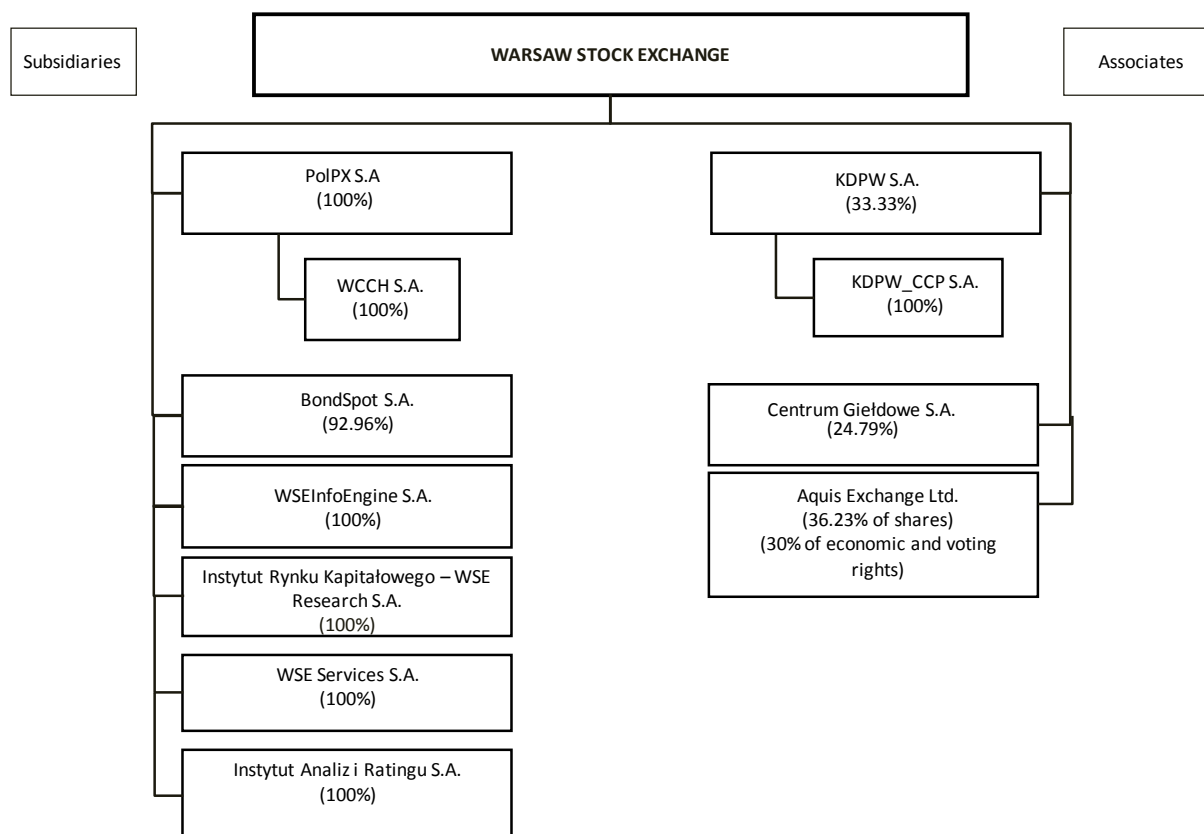 WARSAW STOCK EXCHANGE
Subsidiaries
Associates
PolPX S.A
(100%)
WCCH S.A.
(100%)
BondSpot S.A.
(92.96%)
WSEInfoEngine S.A.
(100%)
Instytut Rynku Kapitałowego – WSE
Research S.A.
(100%)
WSE Services S.A.
(100%)
Instytut Analiz i Ratingu S.A.
(100%)
KDPW S.A.
(33.33%)
KDPW_CCP S.A.
(100%)
Centrum Giełdowe S.A.
(24.79%)
Aquis Exchange Ltd.
(36.23% of shares)
(30% of economic and voting
rights)